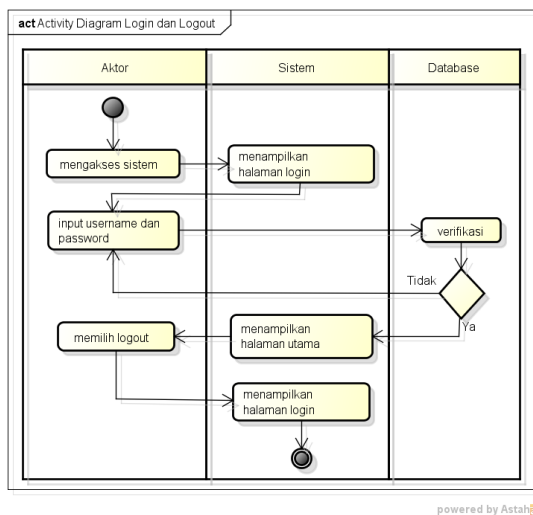 act Activity Diagram Login dan Logout
Aktor
Sistem
Database
mengakses sistem
menampilkan
halaman login
input username dan
password
verifikasi
Tidak
Ya
menampilkan
halaman utama
memilih logout
menampilkan
halaman login
powered by Astah